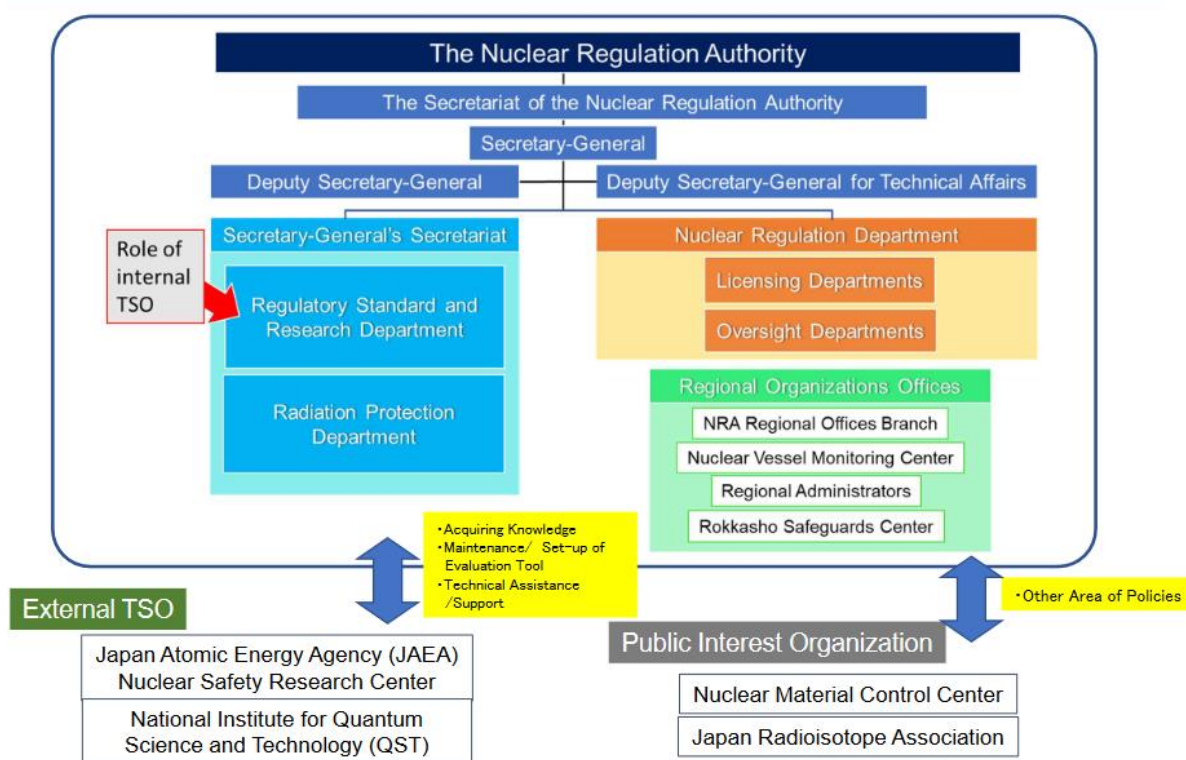 The Nuclear Regulation Authority
The Secretariat of the Nuclear Regulation Authority
Secretary-General
Deputy Secretary-General
Deputy Secretary-General for Technical Affairs
Role of
internal
TSO
Secretary-General's Secretariat
Regulatory Standard and
Research Department
Radiation Protection
Department
Nuclear Regulation Department
Licensing Departments
Oversight Departments
Regional Organizations Offices
NRA Regional Offices Branch
Nuclear Vessel Monitoring Center
Regional Administrators
Rokkasho Safeguards Center
・Acquiring Knowledge
・Maintenance/ Set-up of
Evaluation Tool
・Technical Assistance
/Support
・Other Area of Policies
External TSO
Japan Atomic Energy Agency (JAEA)
Nuclear Safety Research Center
National Institute for Quantum
Science and Technology (QST)
Public Interest Organization
Nuclear Material Control Center
Japan Radioisotope Association